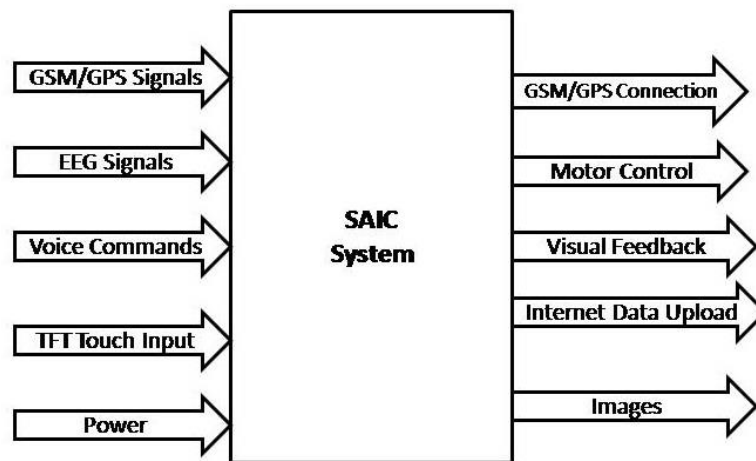 GSM/GPS Signals
EEG Signals
Voice Commands
TFT Touch Input
Power
SAIC
System
GSM/GPS Connection
Motor Control
Visual Feedback
Internet Data Upload
Images